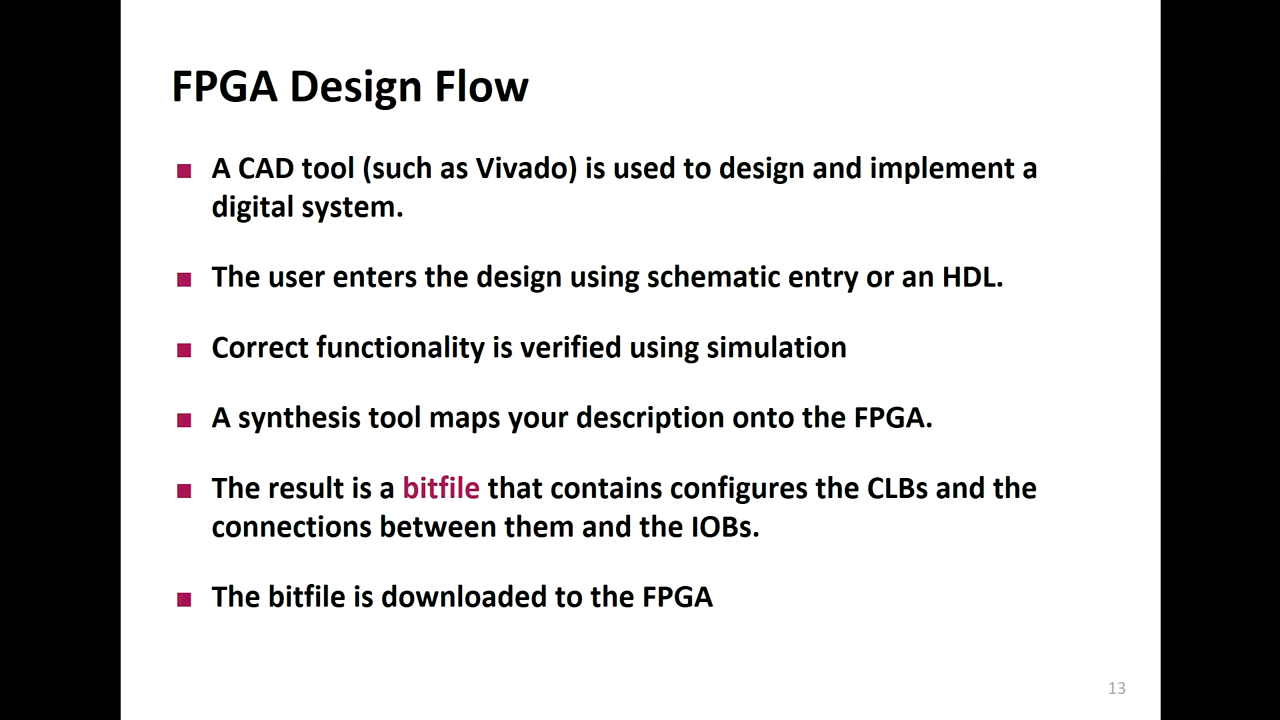 FPGA Design Flow
A CAD tool (such as Vivado) is used to design and implement a
digital system.
The user enters the design using schematic entry or an HDL.
Correct functionality is verified using simulation
A synthesis tool maps your description onto the FPGA.
The result is a bitfile that contains configures the CLBs and the
connections between them and the IOBs.
The bitfile is downloaded to the FPGA
13